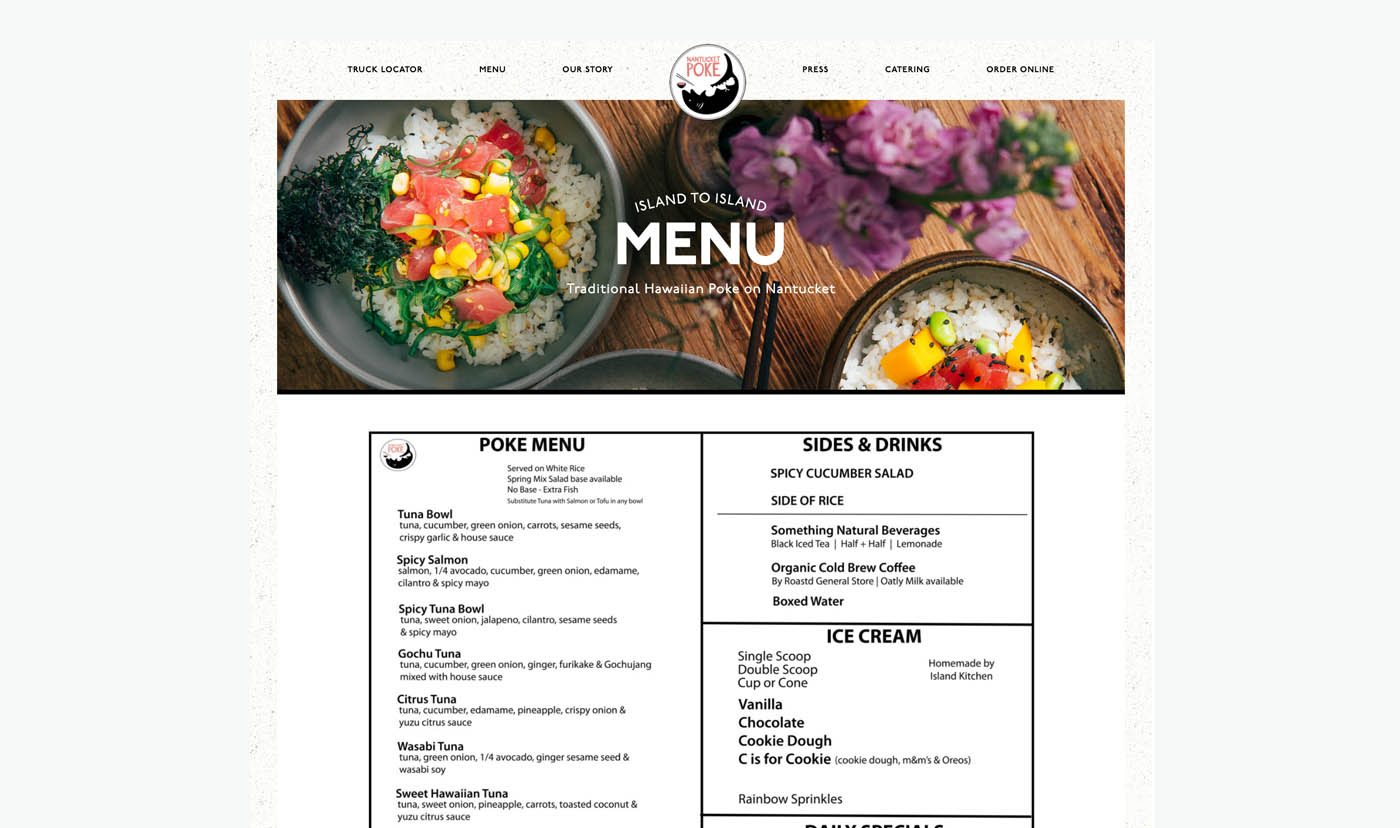 TRUCK LOCATOR
MENU
OUR STORY
NANTUCKET
POKE
PRESS
CATERING
ORDER ONLINE
ISLAND TO ISLAND
MENU
Traditional Hawaiian Poke on Nantucket
POKE
POKE MENU
Served on White Rice
Spring Mix Salad base available
No Base - Extra Fish
Substitute Tuna with Salmon or Tofu in any bowl
Tuna Bowl
tuna, cucumber, green onion, carrots, sesame seeds,
crispy garlic & house sauce
Spicy Salmon
salmon, 1/4 avocado, cucumber, green onion, edamame,
cilantro & spicy mayo
Spicy Tuna Bowl
tuna, sweet onion, jalapeno, cilantro, sesame seeds
& spicy mayo
Gochu Tuna
tuna, cucumber, green onion, ginger, furikake & Gochujang
mixed with house sauce
Citrus Tuna
tuna, cucumber, edamame, pineapple, crispy onion &
yuzu citrus sauce
Wasabi Tuna
tuna, green onion, 1/4 avocado, ginger sesame seed &
wasabi soy
Sweet Hawaiian Tuna
tuna, sweet onion, pineapple, carrots, toasted coconut &
yuzu citrus sauce
SIDES & DRINKS
SPICY CUCUMBER SALAD
SIDE OF RICE
Something Natural Beverages
Black Iced Tea | Half + Half | Lemonade
Organic Cold Brew Coffee
By Roastd General Store | Oatly Milk available
Boxed Water
ICE CREAM
Single Scoop
Double Scoop
Cup or Cone
Homemade by
Island Kitchen
Vanilla
Chocolate
Cookie Dough
C is for Cookie (cookie dough, m&m's & Oreos)
Rainbow Sprinkles
DAILY SPECIALS